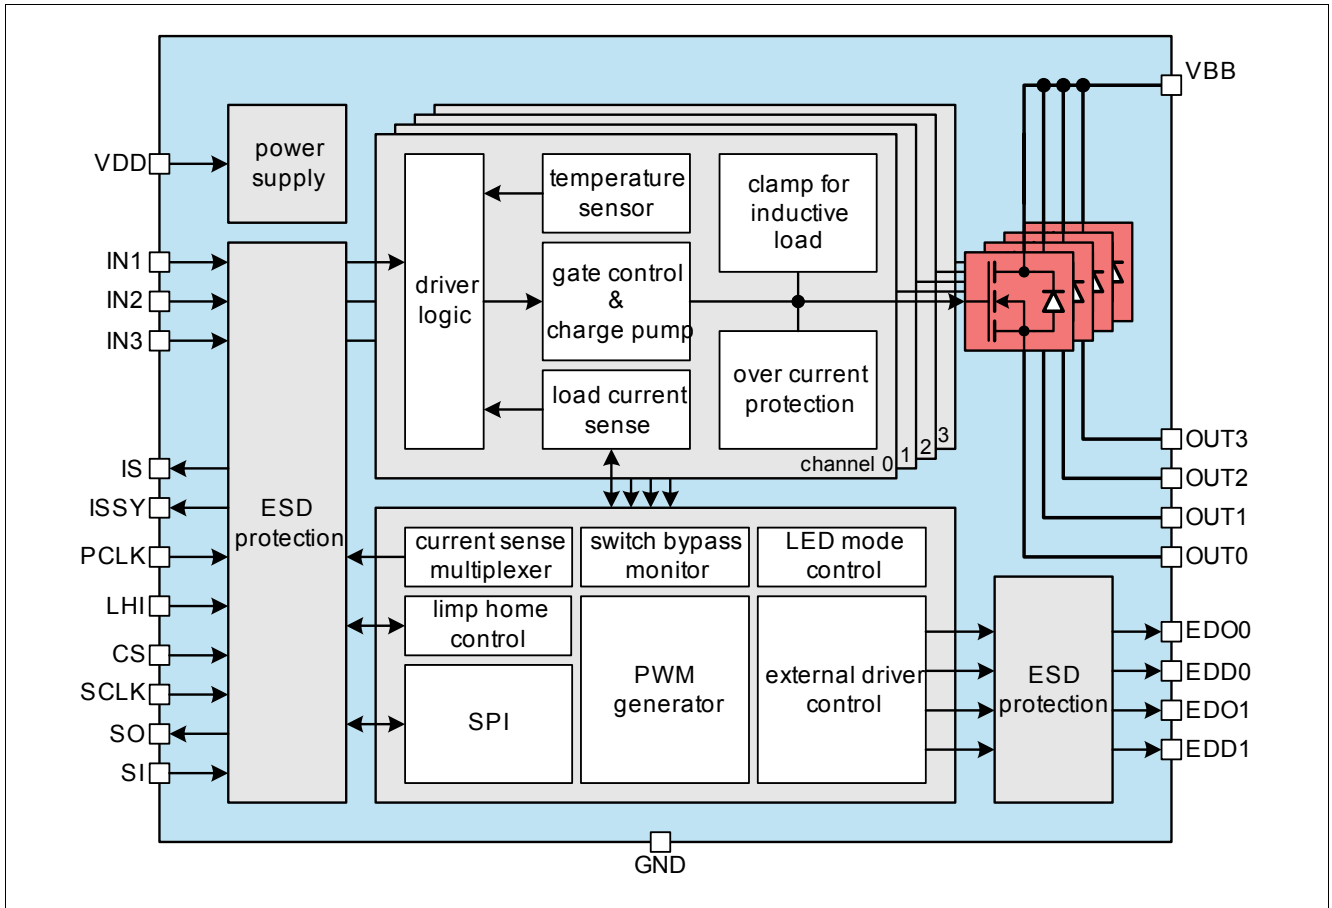 VBB
power
supply
VDD
temperature
sensor
clamp for
inductive
load
IN1
IN2
IN3
driver
logic
gate control
&
charge pump
over current
protection
load current
sense
channel 0
1
2
3
OUT3
OUT2
OUT1
OUT0
IS
ISSY
PCLK
LHI
CS
SCLK
SO
SI
ESD
protection
current sense
multiplexer
switch bypass
monitor
LED mode
control
limp home
control
SPI
PWM
generator
external driver
control
ESD
protection
EDO0
EDD0
EDO1
EDD1
GND